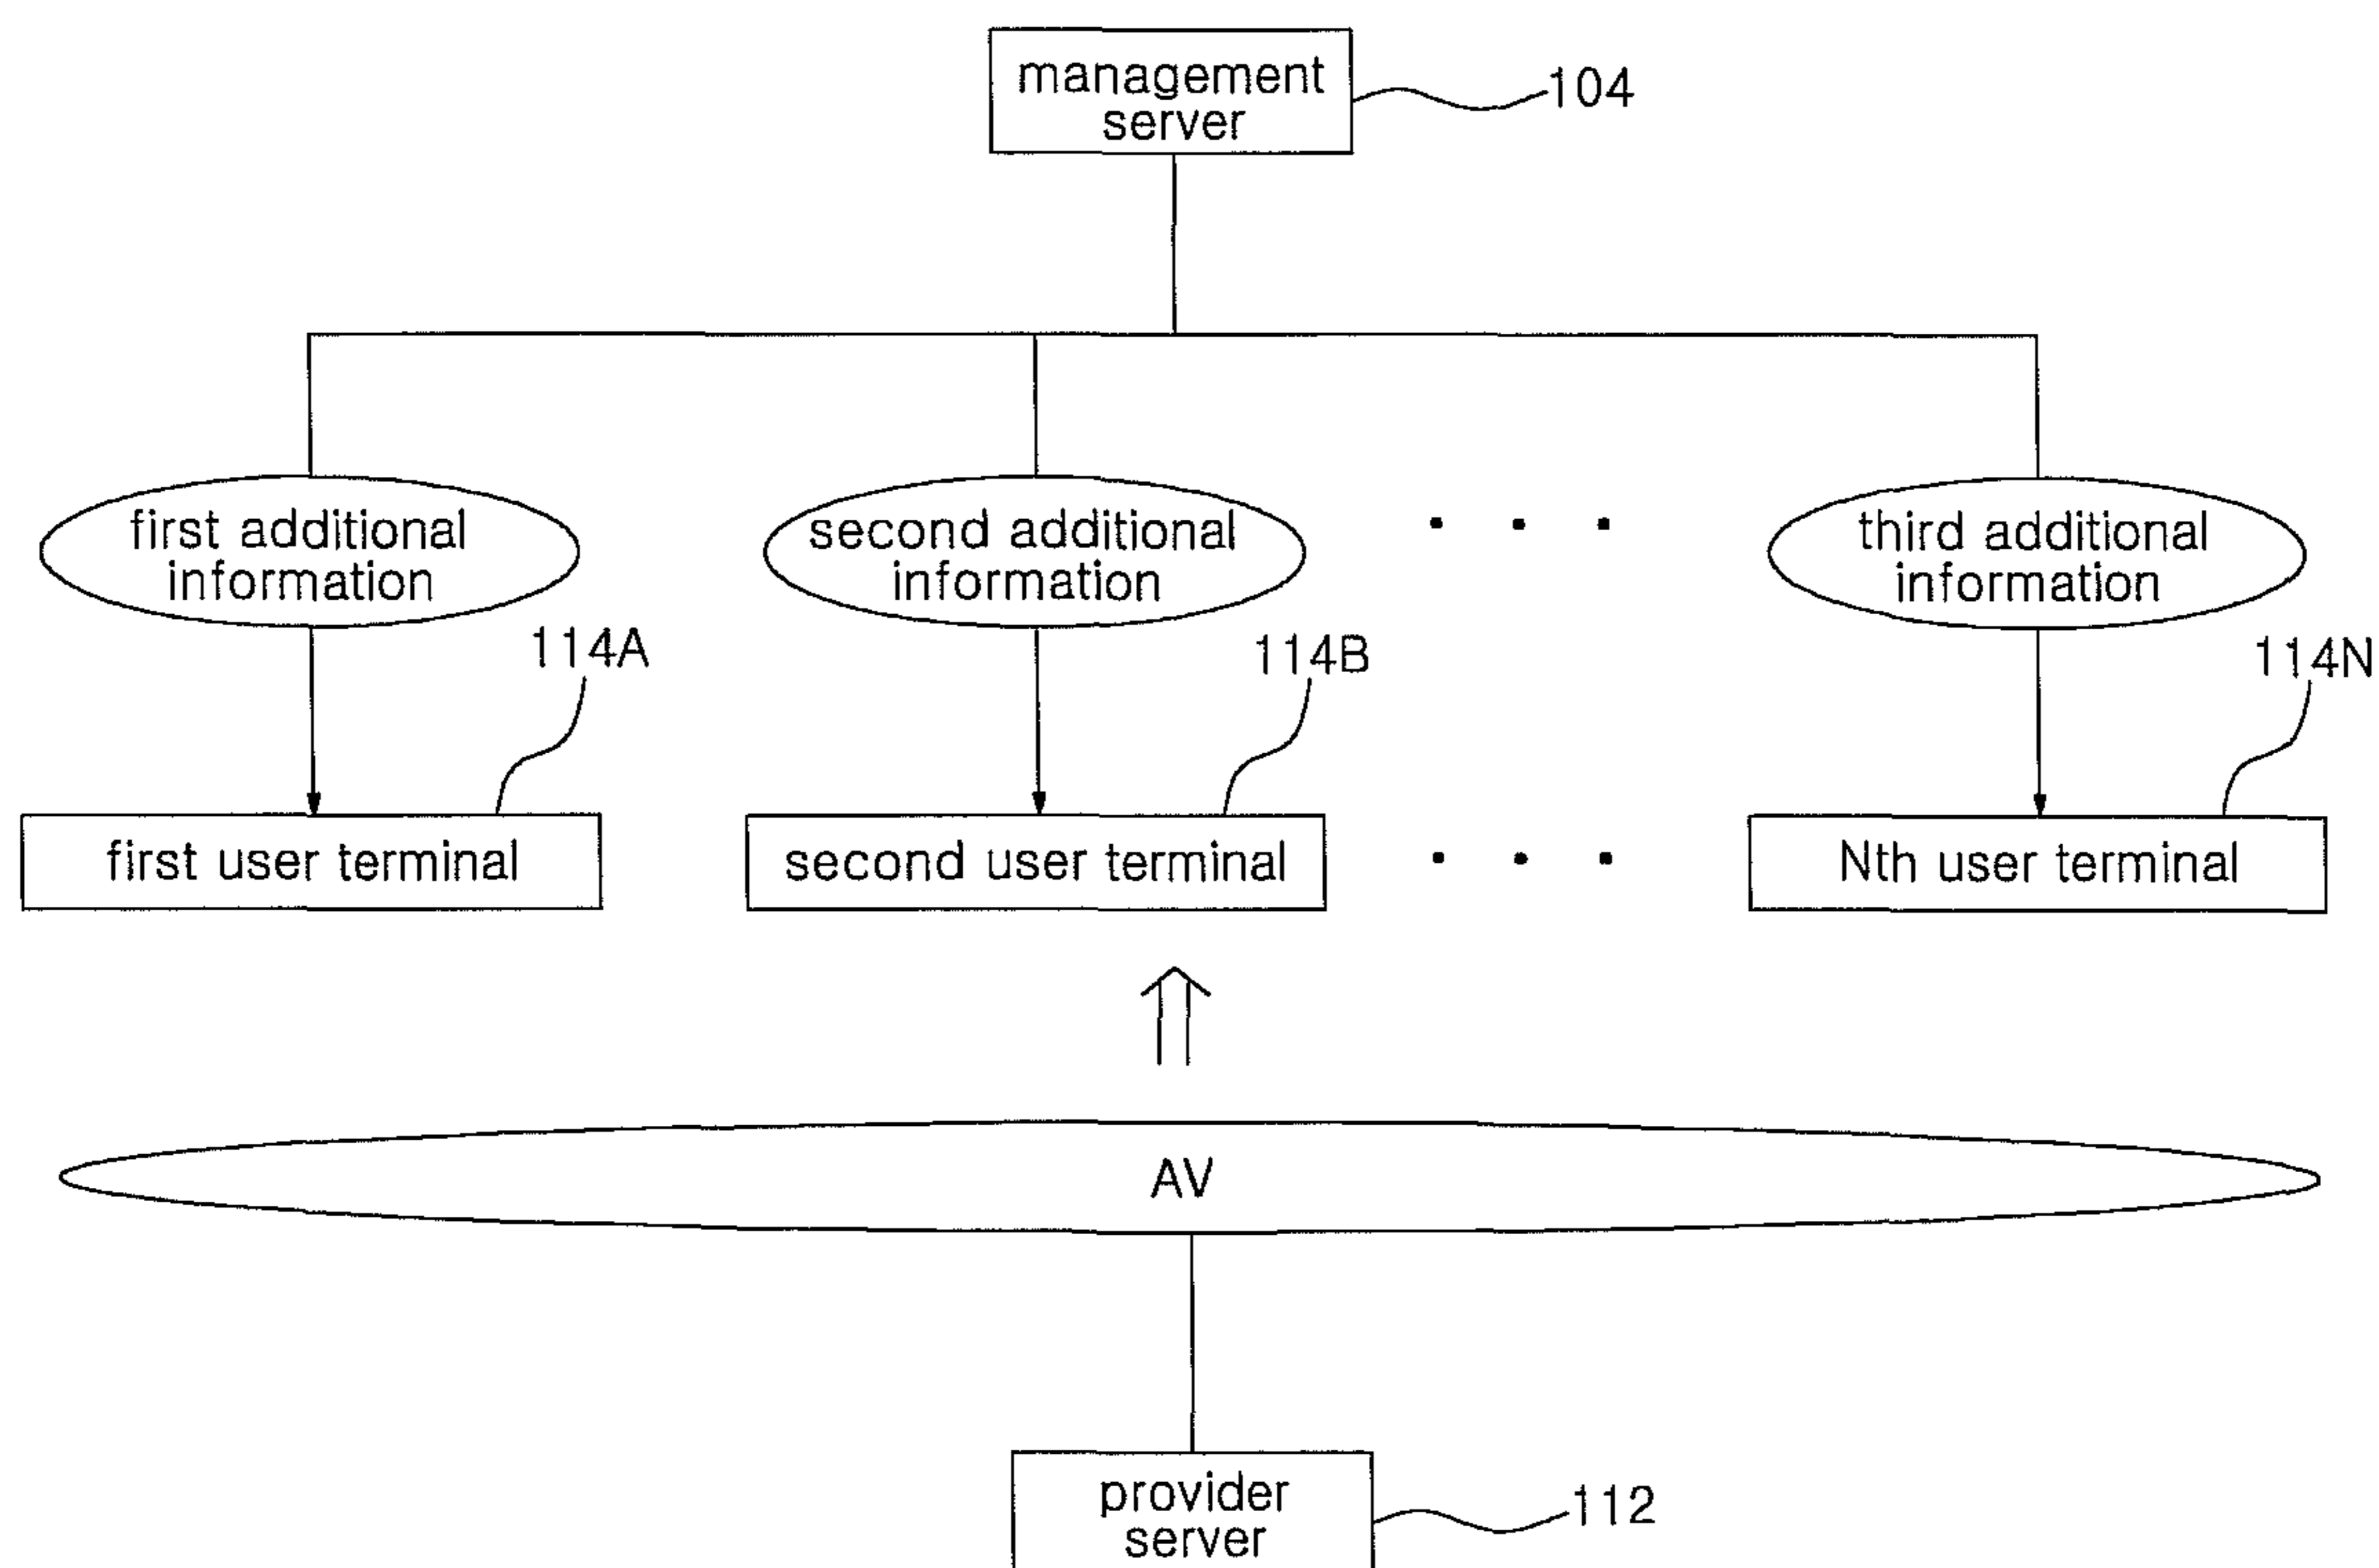 management
server
104
first additional
information
second additional
information
. . .
third additional
information
114A
114B
114N
first user terminal
second user terminal
. . .
Nth user terminal
AV
provider
server
112